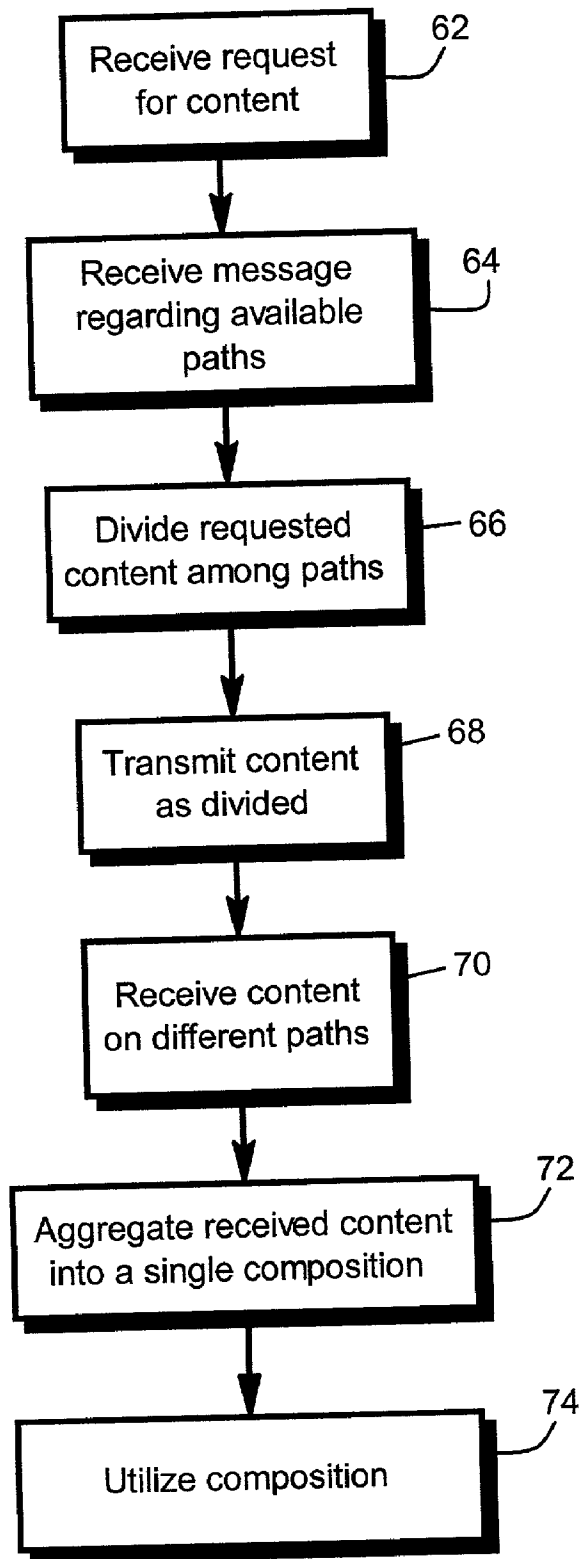 Receive request
for content
62
Receive message
regarding available
paths
64
Divide requested
content among paths
66
Transmit content
as divided
68
Receive content
on different paths
70
Aggregate received content
into a single composition
72
Utilize composition
74